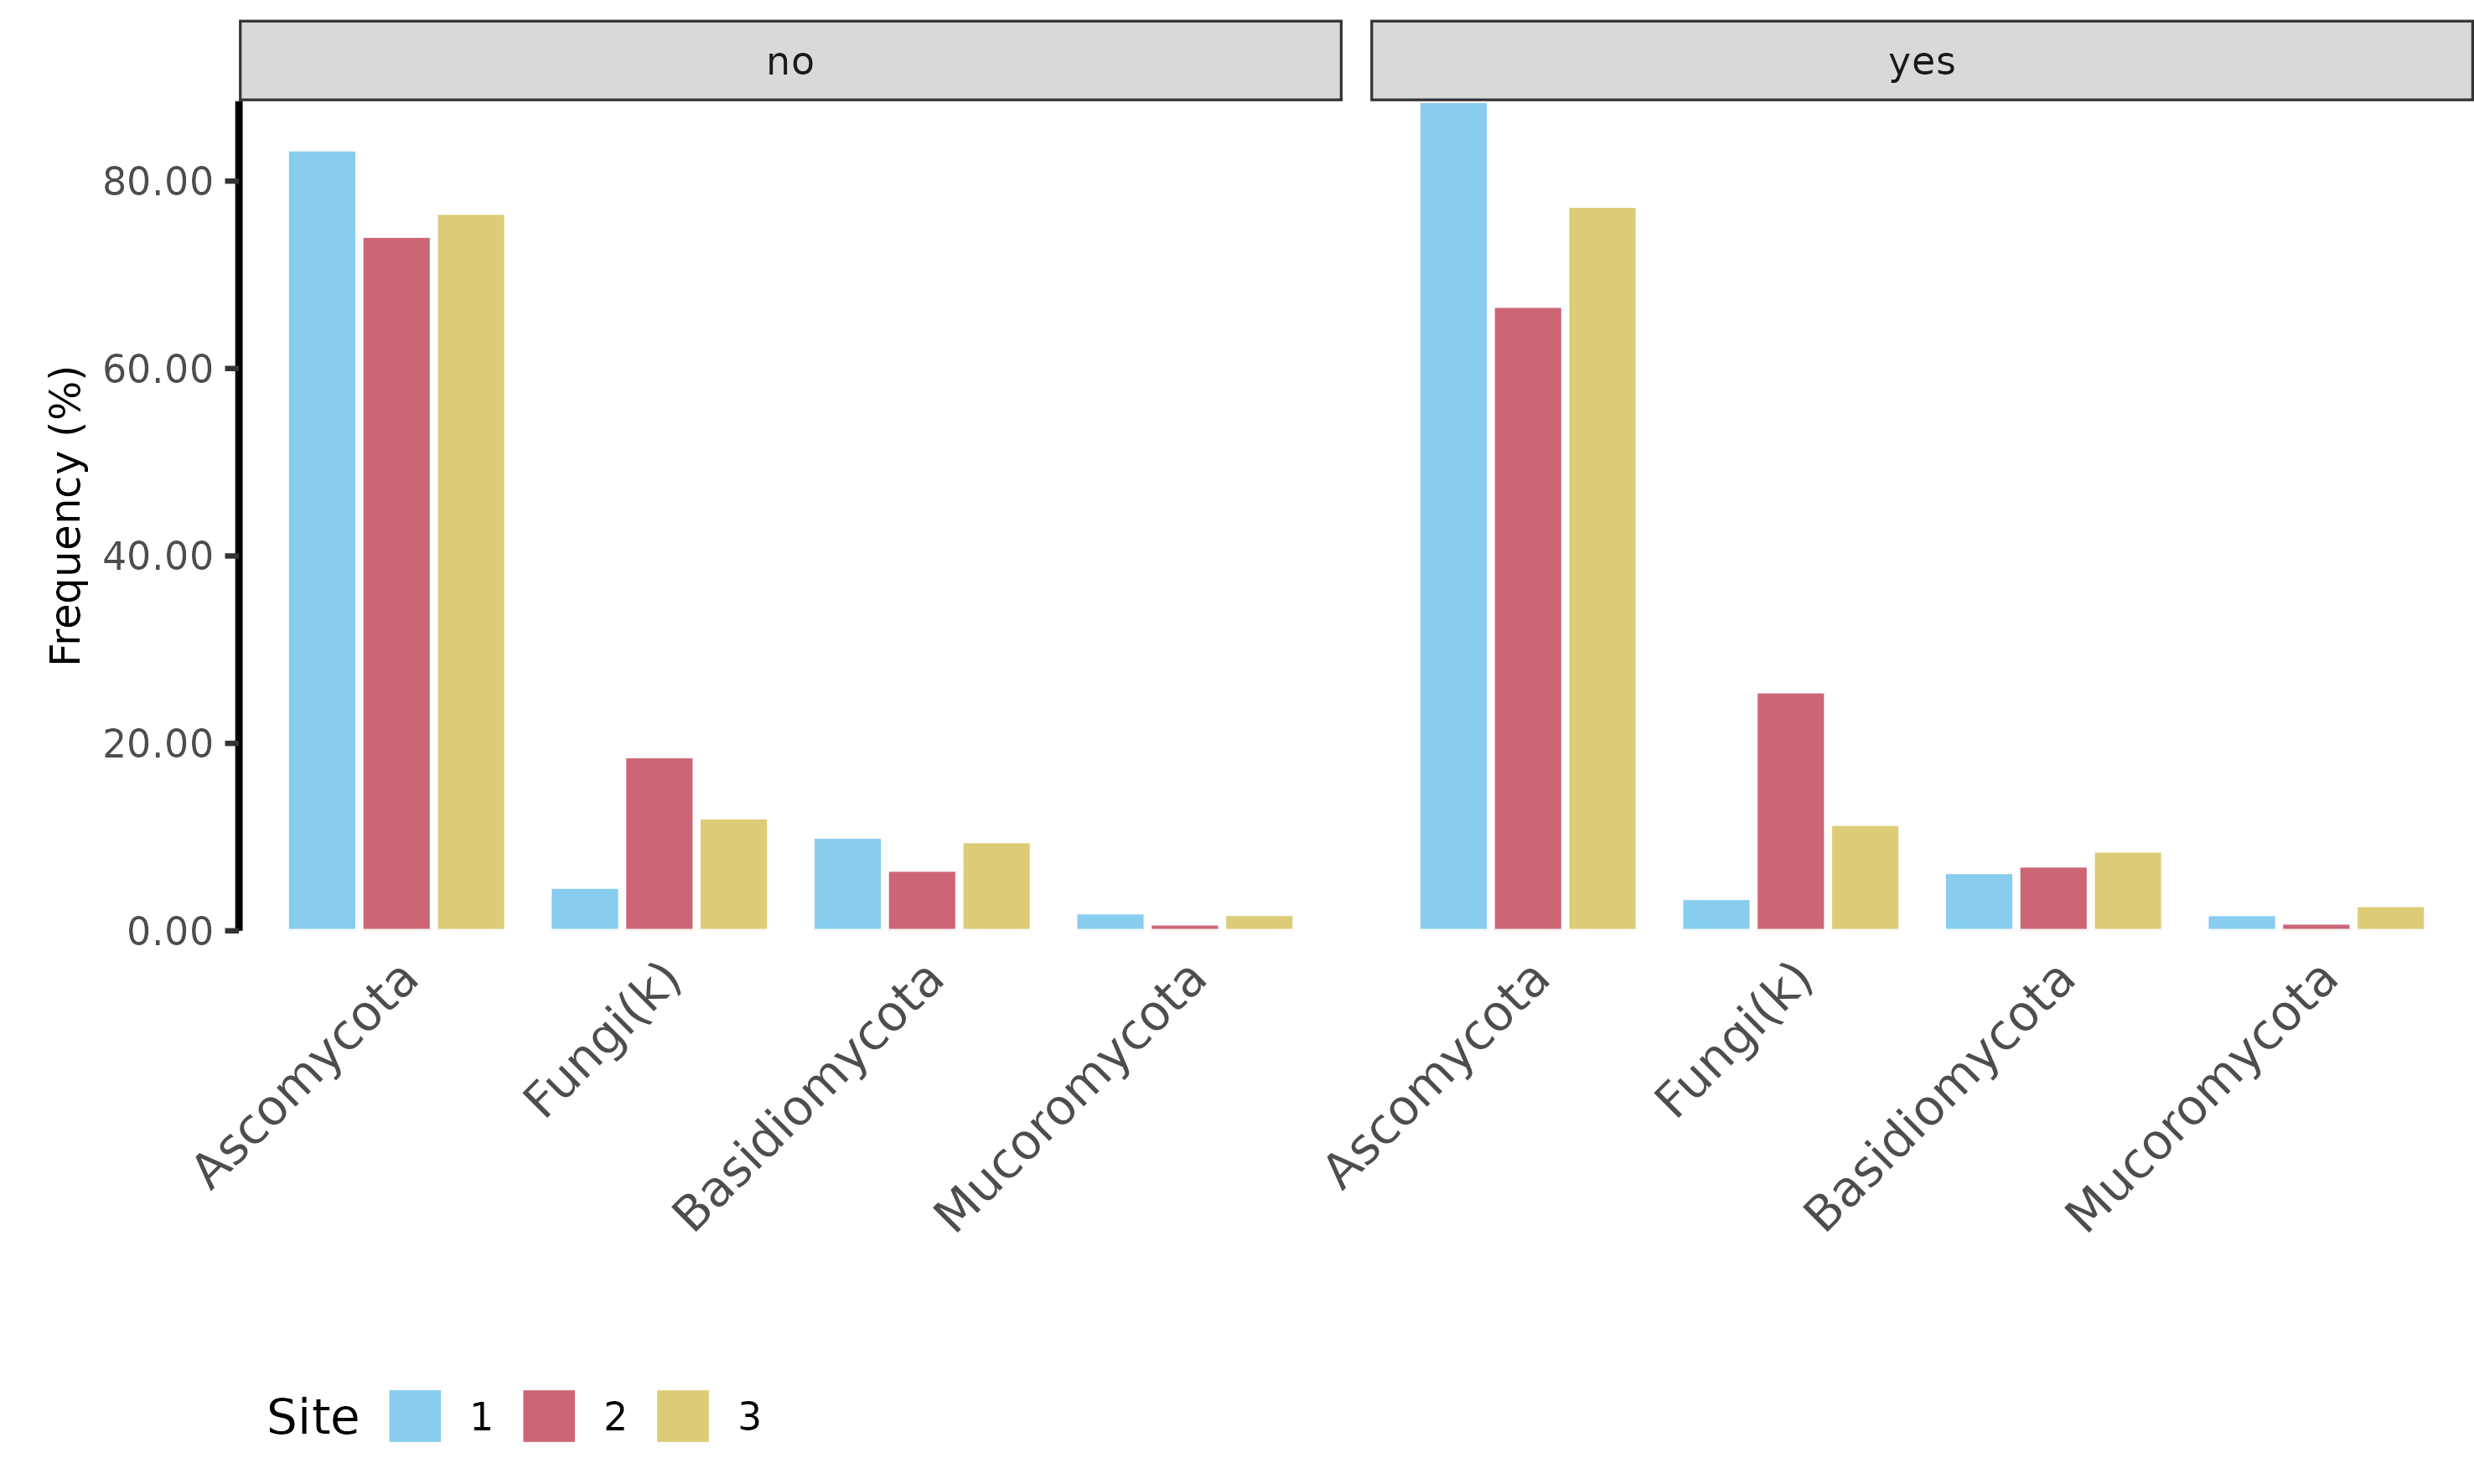 no
yes
80.00
60.00
40.00
20.00
0.00
Frequency (%)
Ascomycota
Fungi(k)
Basidiomycota
Mucoromycota
Ascomycota
Fungi(k)
Basidiomycota
Mucoromycota
Site 1 2 3